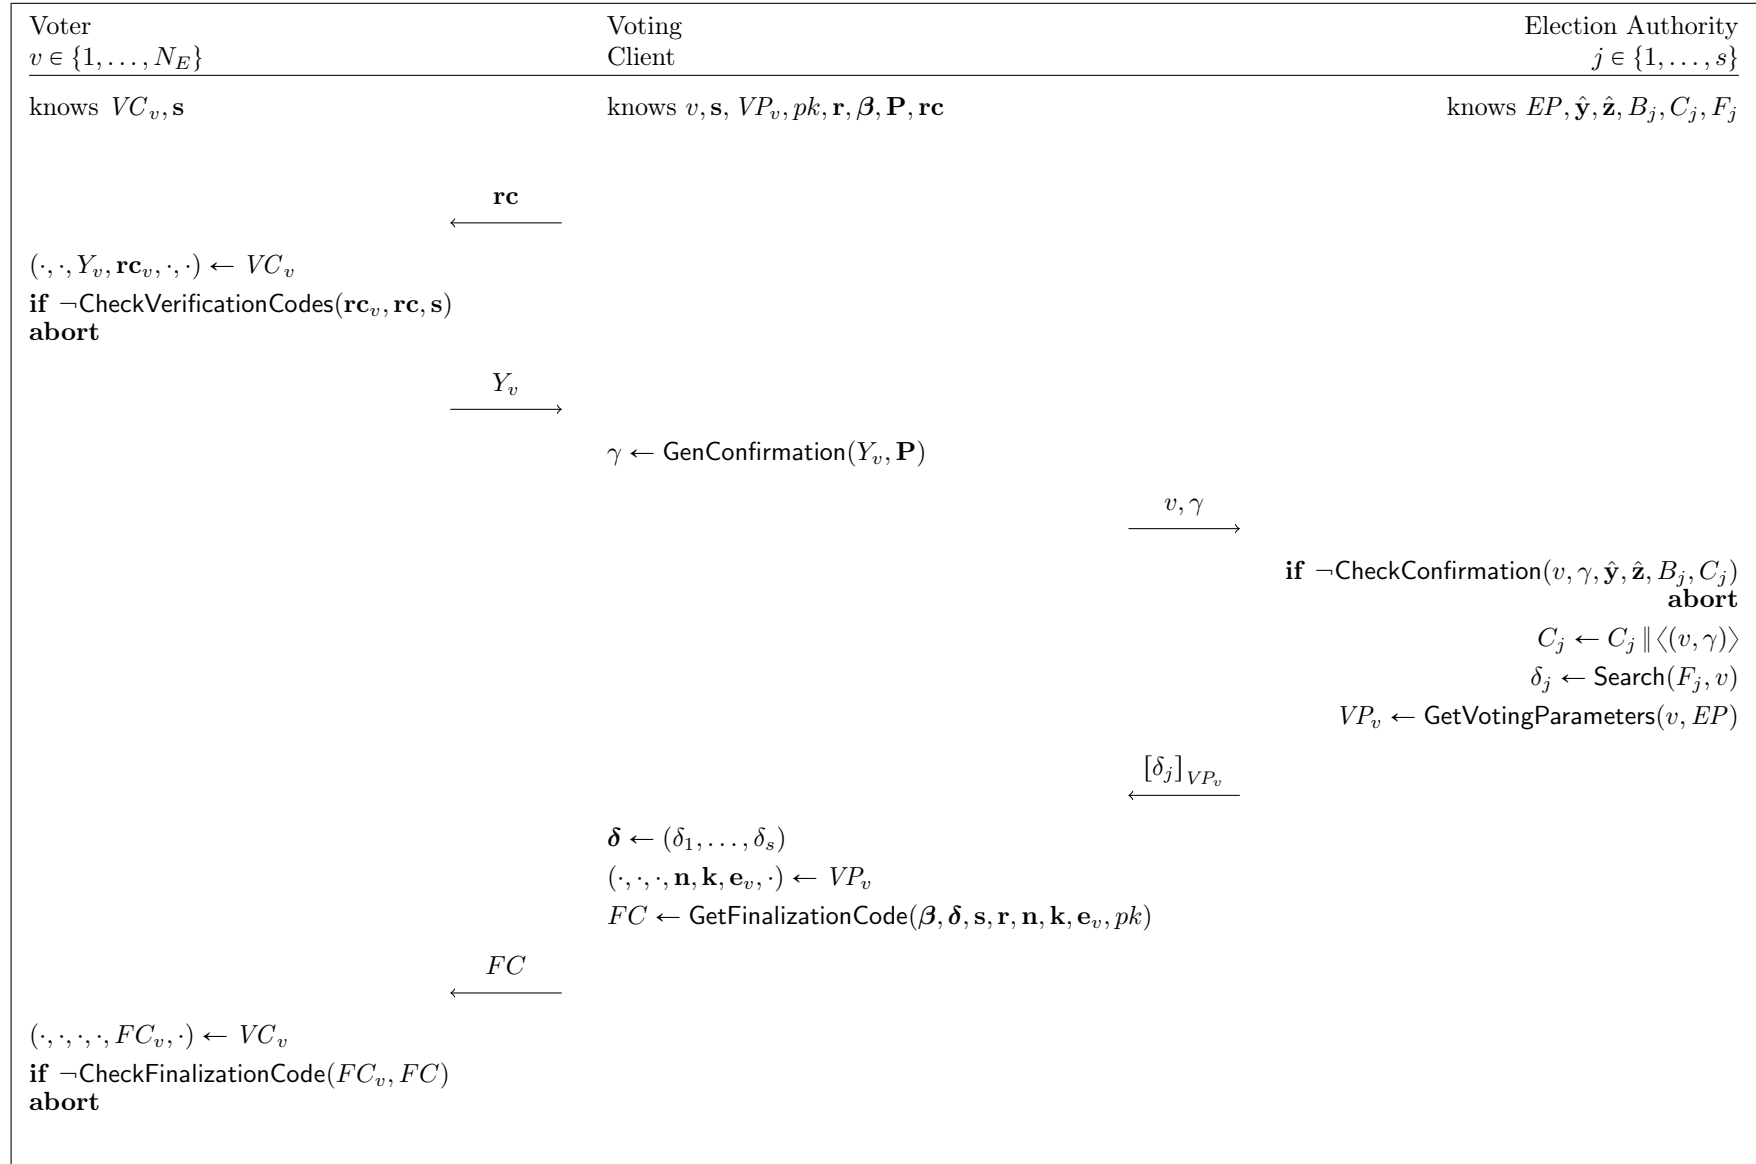 Voter Voting Election Authority
v ∈ {1, . . . , N_E} Client j ∈ {1, . . . , s}
knows VC_v, s knows v, s, VP_v, pk, r, β, P, rc knows EP, ŷ, ẑ, B_j, C_j, F_j
rc
(·, ·, Y_v, rc_v, ·, ·) ← VC_v
if ¬CheckVerificationCodes(rc_v, rc, s)
abort
Y_v
γ ← GenConfirmation(Y_v, P)
v, γ
if ¬CheckConfirmation(v, γ, ŷ, ẑ, B_j, C_j)
abort
C_j ← C_j ∥ ⟨(v, γ)⟩
δ_j ← Search(F_j, v)
VP_v ← GetVotingParameters(v, EP)
[δ_j]_{VP_v}
δ ← (δ_1, . . . , δ_s)
(·, ·, ·, n, k, e_v, ·) ← VP_v
FC ← GetFinalizationCode(β, δ, s, r, n, k, e_v, pk)
FC
(·, ·, ·, ·, FC_v, ·) ← VC_v
if ¬CheckFinalizationCode(FC_v, FC)
abort